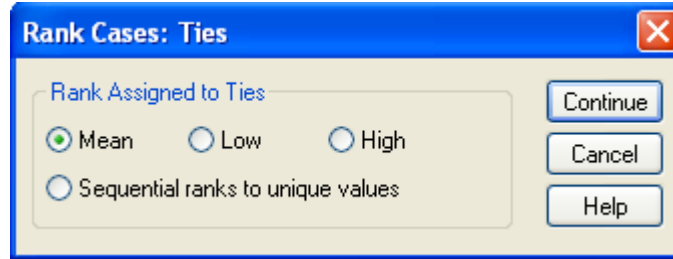 Rank Cases: Ties
Rank Assigned to Ties
Mean Low High
Sequential ranks to unique values
Continue
Cancel
Help